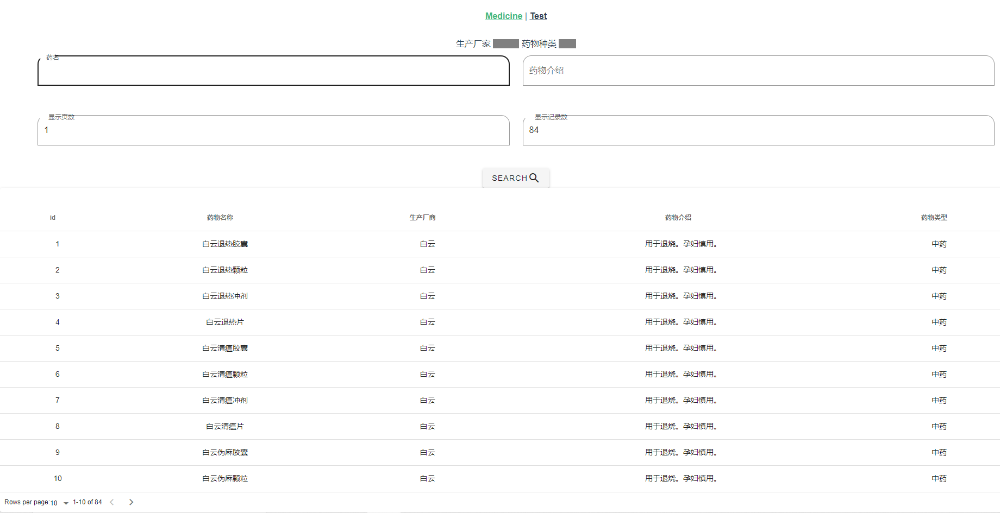 Medicine | Test
生产厂家 药物种类
药名
药物介绍
显示页数
1
显示记录数
84
SEARCH
id 药物名称 生产厂商 药物介绍 药物类型
1 白云退热胶囊 白云 用于退烧。孕妇慎用。 中药
2 白云退热颗粒 白云 用于退烧。孕妇慎用。 中药
3 白云退热冲剂 白云 用于退烧。孕妇慎用。 中药
4 白云退热片 白云 用于退烧。孕妇慎用。 中药
5 白云清瘟胶囊 白云 用于退烧。孕妇慎用。 中药
6 白云清瘟颗粒 白云 用于退烧。孕妇慎用。 中药
7 白云清瘟冲剂 白云 用于退烧。孕妇慎用。 中药
8 白云清瘟片 白云 用于退烧。孕妇慎用。 中药
9 白云伪麻胶囊 白云 用于退烧。孕妇慎用。 中药
10 白云伪麻颗粒 白云 用于退烧。孕妇慎用。 中药
Rows per page: 10 1-10 of 84